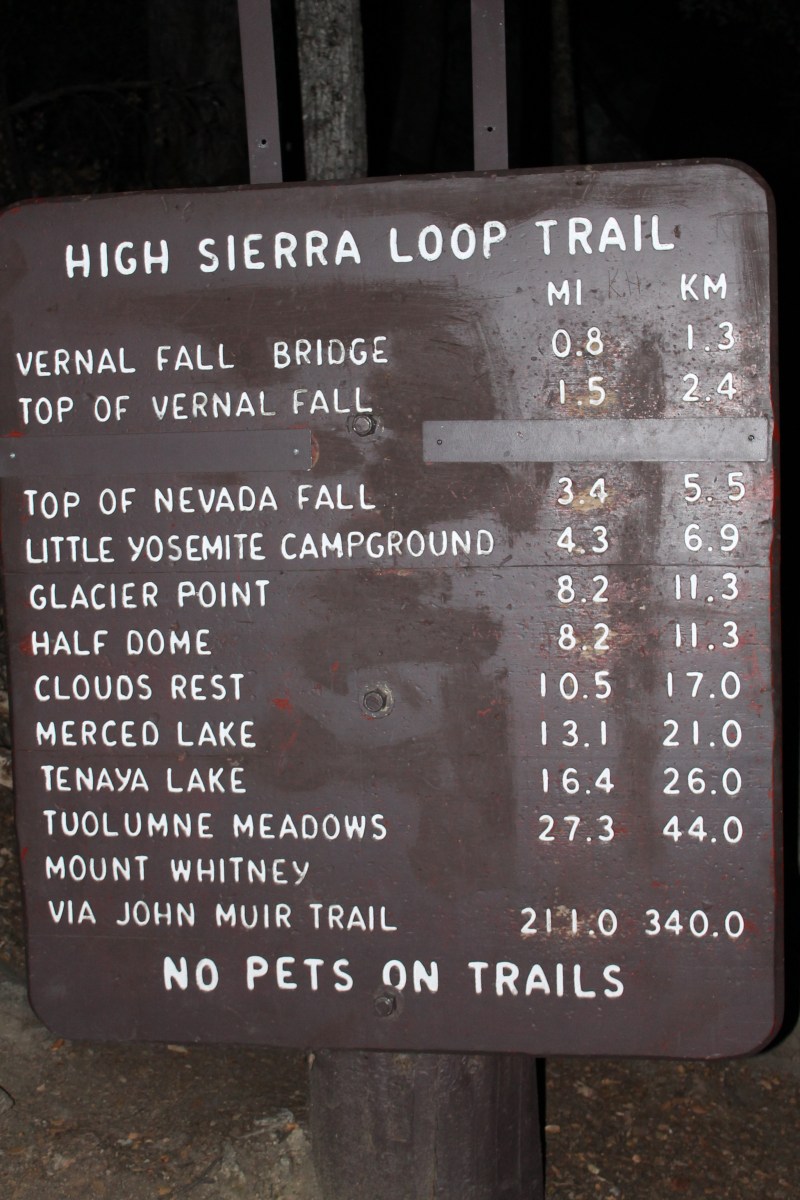 HIGH SIERRA LOOP TRAIL
MI KM KM
VERNAL FALL BRIDGE 0.8 1.3
TOP OF VERNAL FALL 1.5 2.4
TOP OF NEVADA FALL 3.4 5.5
LITTLE YOSEMITE CAMPGROUND 4.3 6.9
GLACIER POINT 8.2 11.3
HALF DOME 8.2 11.3
CLOUDS REST 10.5 17.0
MERCED LAKE 13.1 21.0
TENAYA LAKE 16.4 26.0
TUOLUMNE MEADOWS 27.3 44.0
MOUNT WHITNEY
VIA JOHN MUIR TRAIL 211.0 340.0
NO PETS ON TRAILS